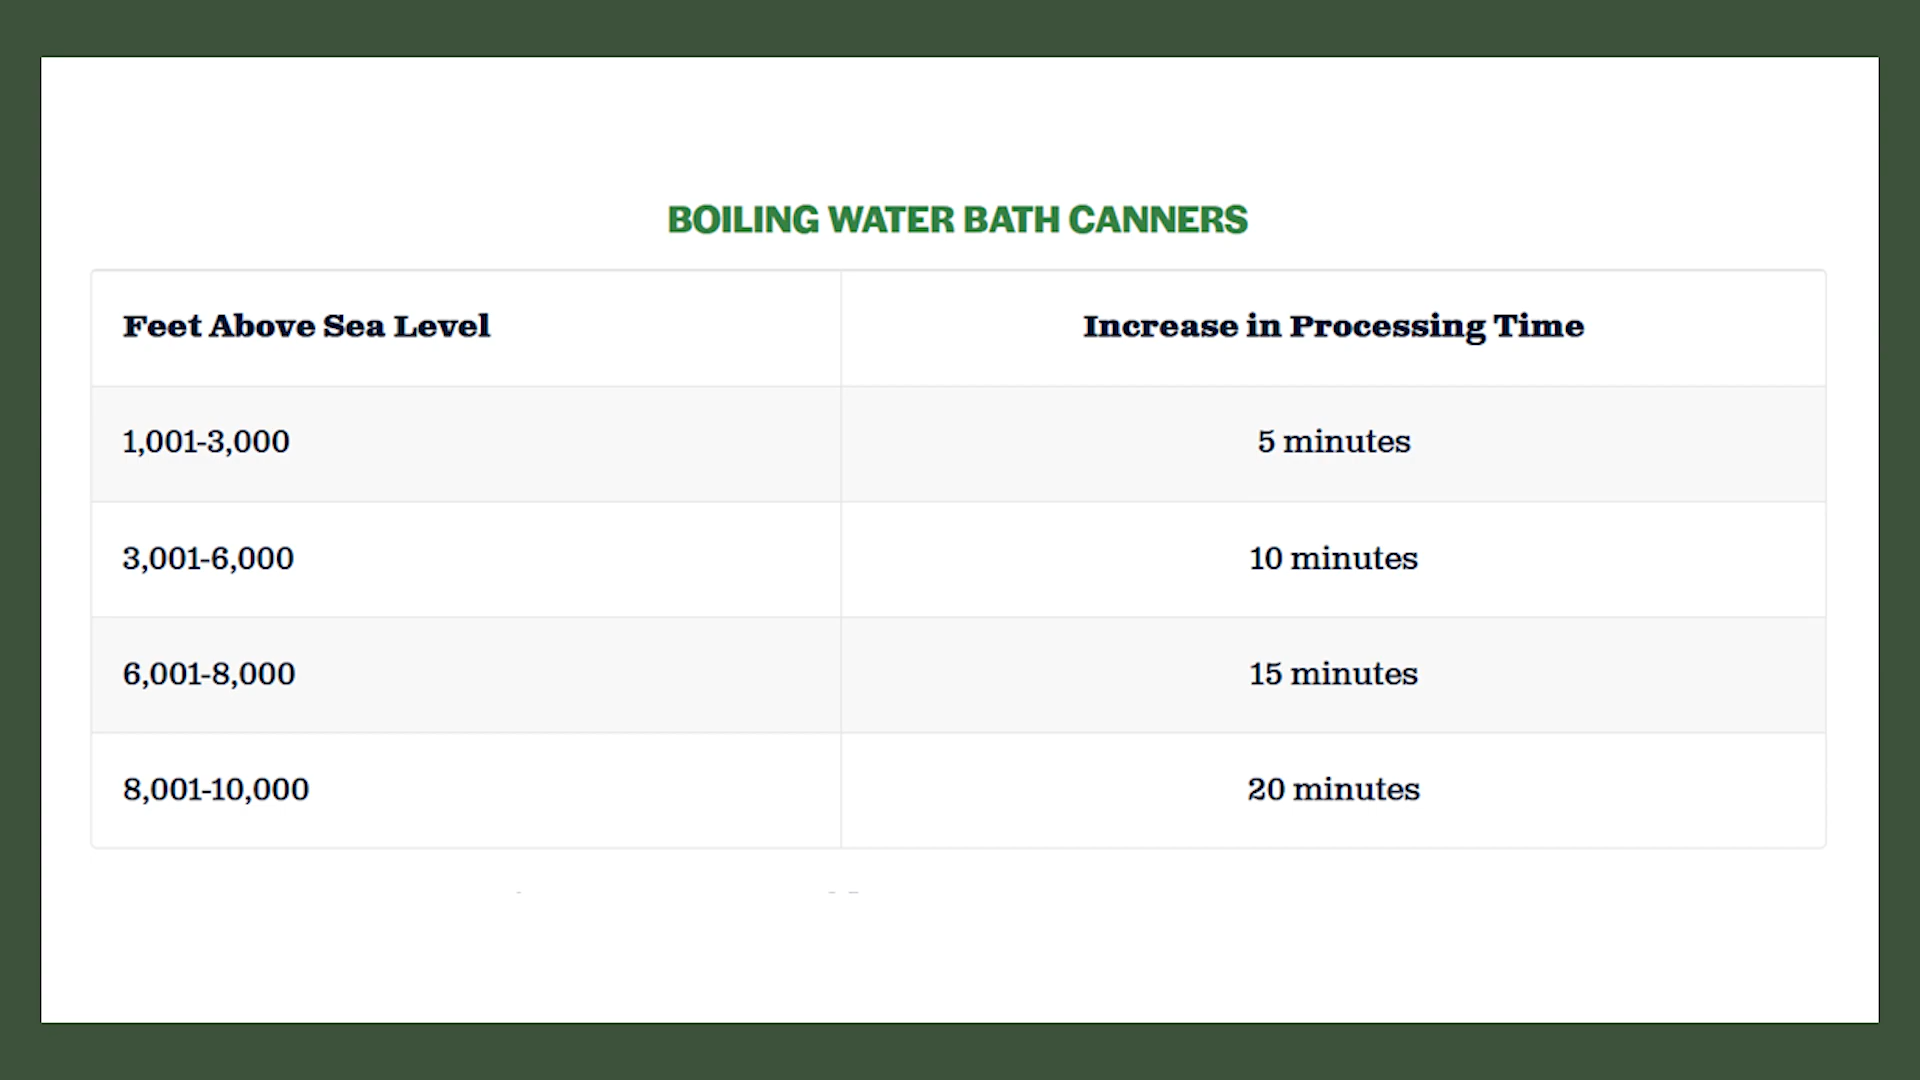 BOILING WATER BATH CANNERS
Feet Above Sea Level Increase in Processing Time
1,001-3,000 5 minutes
3,001-6,000 10 minutes
6,001-8,000 15 minutes
8,001-10,000 20 minutes